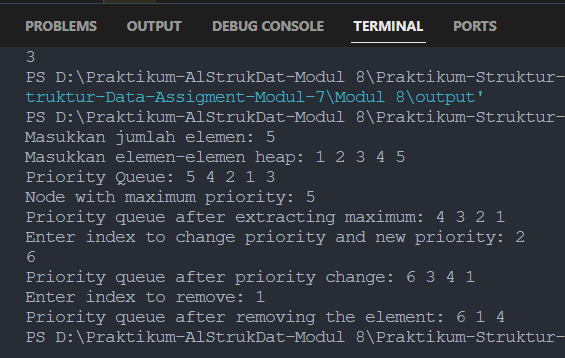 PROBLEMS OUTPUT DEBUG CONSOLE TERMINAL PORTS
3
PS D:\Praktikum-AlStrukDat-Modul 8\Praktikum-Struktur-
truktur-Data-Assigment-Modul-7\Modul 8\output'
PS D:\Praktikum-AlStrukDat-Modul 8\Praktikum-Struktur-
Masukkan jumlah elemen: 5
Masukkan elemen-elemen heap: 1 2 3 4 5
Priority Queue: 5 4 2 1 3
Node with maximum priority: 5
Priority queue after extracting maximum: 4 3 2 1
Enter index to change priority and new priority: 2
6
Priority queue after priority change: 6 3 4 1
Enter index to remove: 1
Priority queue after removing the element: 6 1 4
PS D:\Praktikum-AlStrukDat-Modul 8\Praktikum-Struktur-